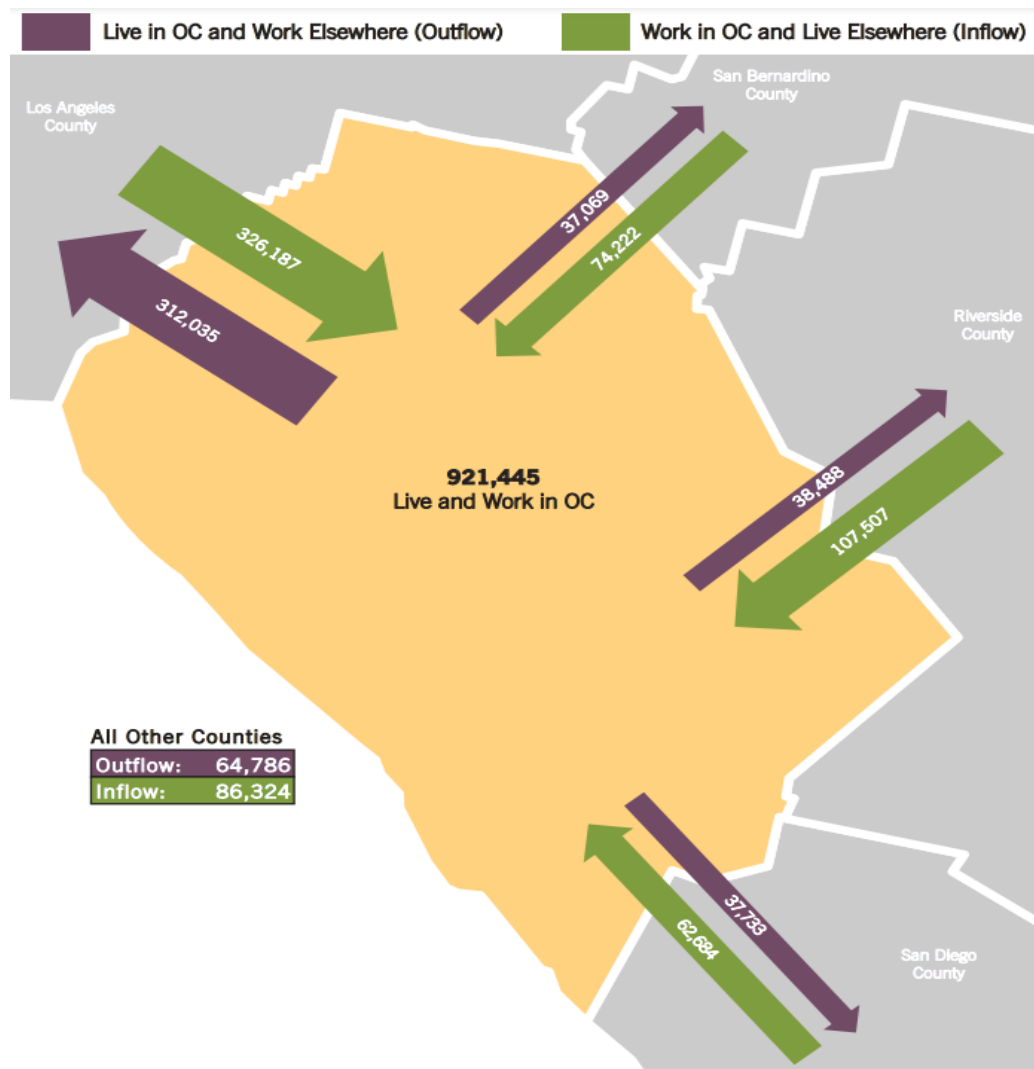 Live in OC and Work Elsewhere (Outflow)
Work in OC and Live Elsewhere (Inflow)
Los Angeles
County
San Bernardino
County
37,069
74,222
326,187
312,035
Riverside
County
921,445
Live and Work in OC
38,488
107,507
All Other Counties
Outflow: 64,786
Inflow: 86,324
37,733
62,684
San Diego
County